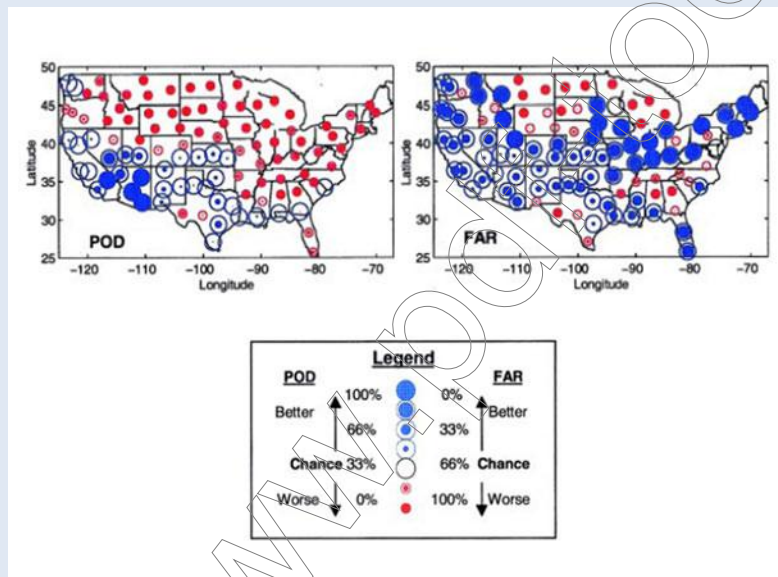 50
45
40
35
30
25
Latitude
POD
−120 −110 −100 −90 −80 −70
Longitude
50
45
40
35
30
25
Latitude
FAR
−120 −110 −100 −90 −80 −70
Longitude
Legend
POD FAR
100% 0%
Better Better
66% 33%
Chance 33% 66% Chance
Worse 0% 100% Worse